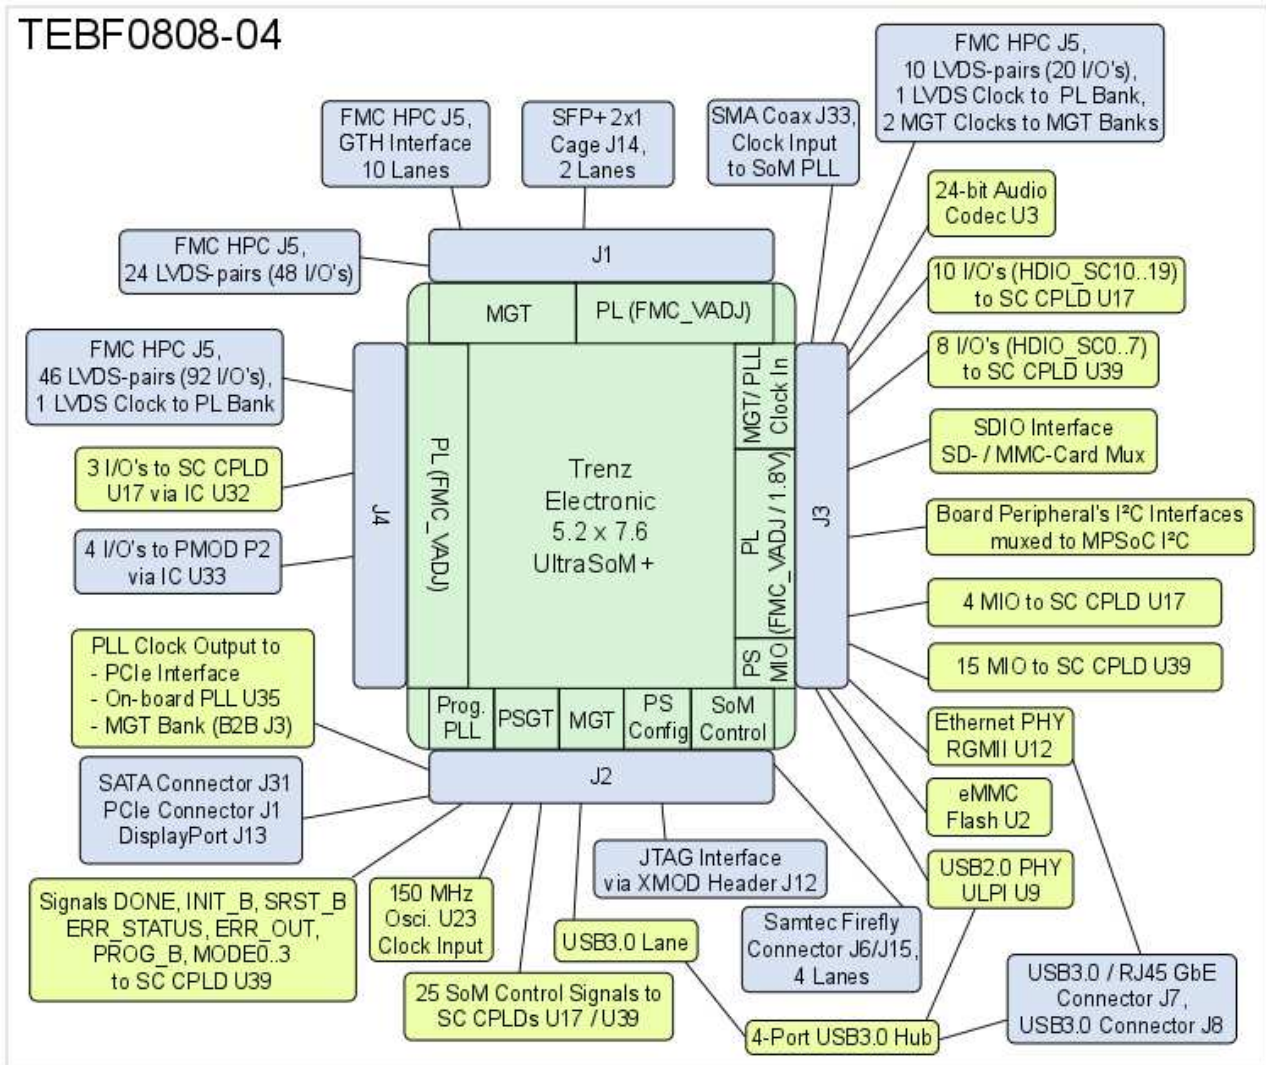 TEBF0808-04
FMC HPC J5,
10 LVDS-pairs (20 I/O's),
1 LVDS Clock to PL Bank,
2 MGT Clocks to MGT Banks
FMC HPC J5,
GTH Interface
10 Lanes
SFP+ 2x1
Cage J14,
2 Lanes
SMA Coax J33,
Clock Input
to SoM PLL
24-bit Audio
Codec U3
FMC HPC J5,
24 LVDS-pairs (48 I/O's)
J1
10 I/O's (HDIO_SC10..19)
to SC CPLD U17
MGT
PL (FMC_VADJ)
FMC HPC J5,
46 LVDS-pairs (92 I/O's),
1 LVDS Clock to PL Bank
8 I/O's (HDIO_SC0..7)
to SC CPLD U39
MGT/ PLL
Clock In
SDIO Interface
SD- / MMC-Card Mux
3 I/O's to SC CPLD
U17 via IC U32
J4
PL (FMC_VADJ)
Trenz
Electronic
5.2 x 7.6
UltraSoM+
PL
(FMC_VADJ / 1.8V)
J3
Board Peripheral's I²C Interfaces
muxed to MPSoC I²C
4 I/O's to PMOD P2
via IC U33
4 MIO to SC CPLD U17
PLL Clock Output to
- PCIe Interface
- On-board PLL U35
- MGT Bank (B2B J3)
PS
MIO
15 MIO to SC CPLD U39
Prog.
PLL
PSGT
MGT
PS
Config
SoM
Control
Ethernet PHY
RGMII U12
J2
SATA Connector J31
PCIe Connector J1
DisplayPort J13
eMMC
Flash U2
JTAG Interface
via XMOD Header J12
USB2.0 PHY
ULPI U9
Signals DONE, INIT_B, SRST_B
ERR_STATUS, ERR_OUT,
PROG_B, MODE0..3
to SC CPLD U39
150 MHz
Osci. U23
Clock Input
USB3.0 Lane
Samtec Firefly
Connector J6/J15,
4 Lanes
25 SoM Control Signals to
SC CPLDs U17 / U39
4-Port USB3.0 Hub
USB3.0 / RJ45 GbE
Connector J7,
USB3.0 Connector J8